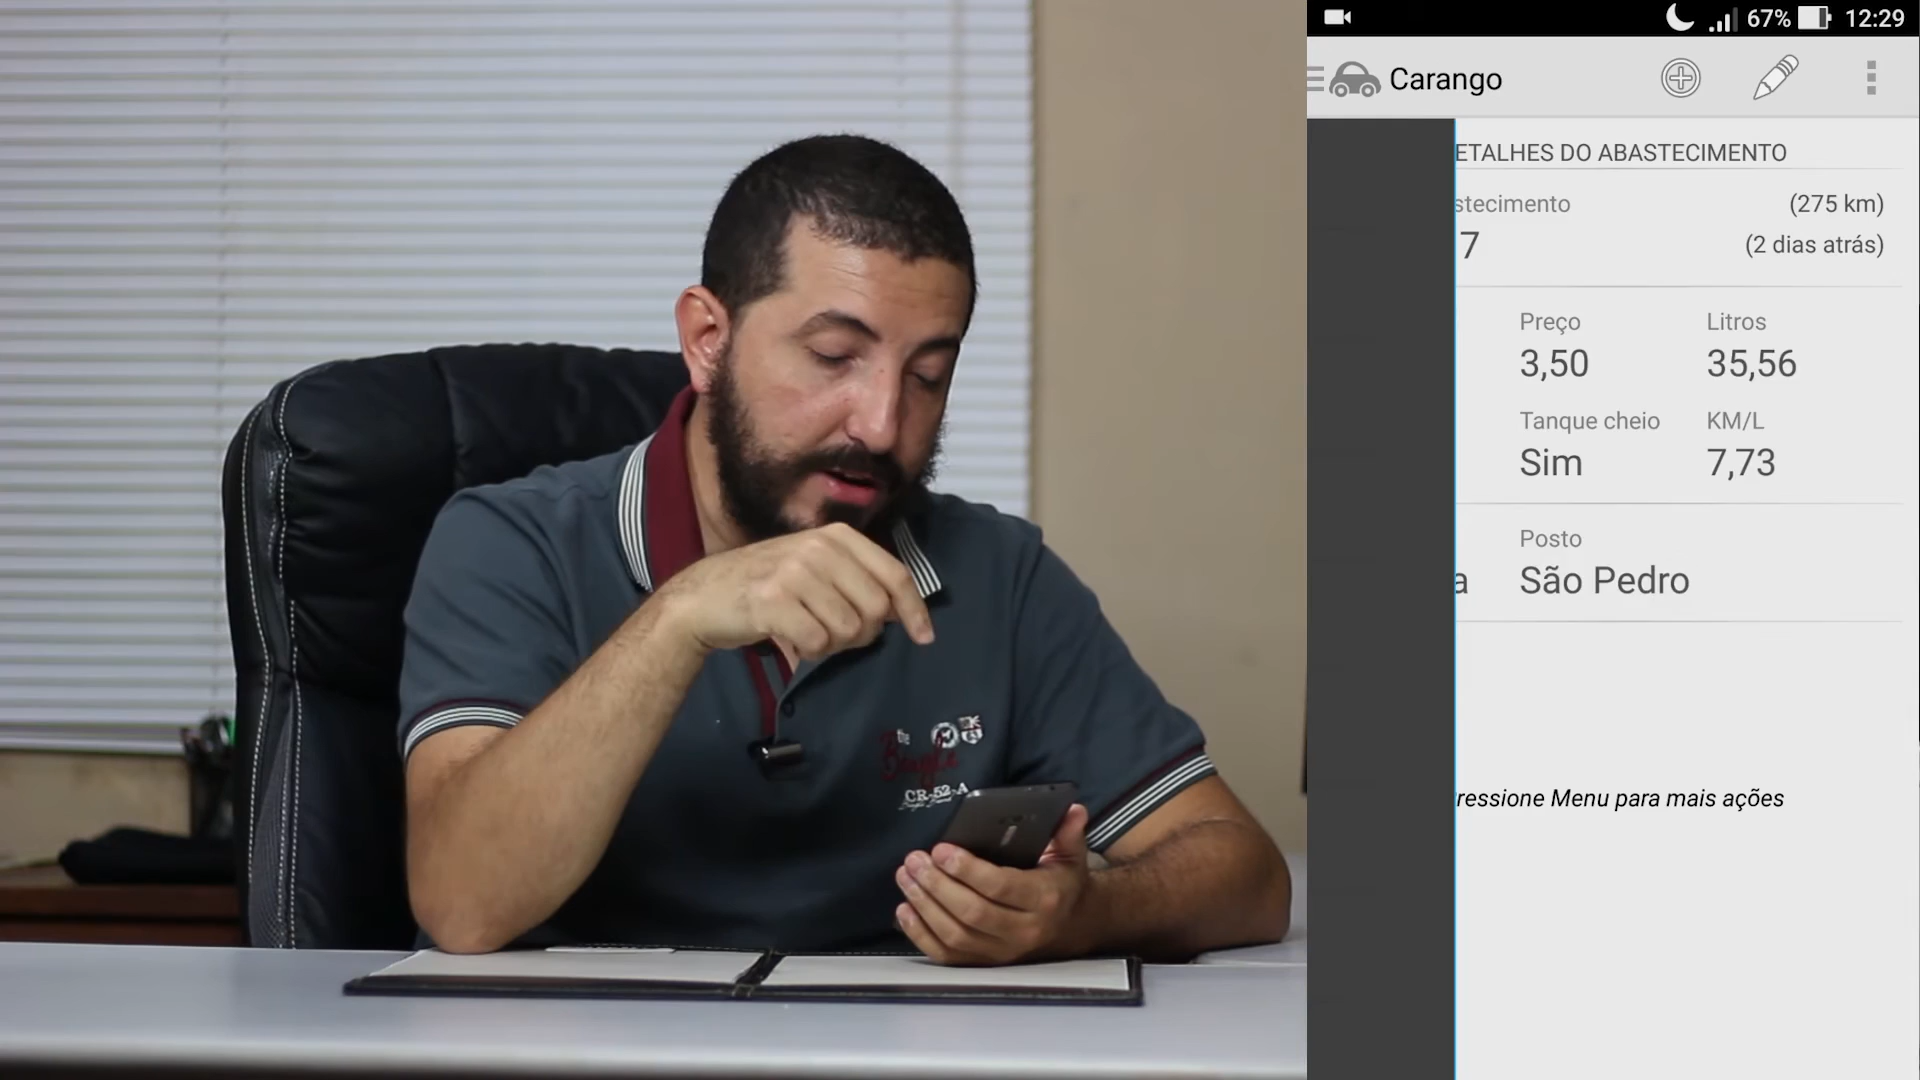 67% 12:29
Carango
ETALHES DO ABASTECIMENTO
stecimento (275 km)
7 (2 dias atrás)
Preço Litros
3,50 35,56
Tanque cheio KM/L
Sim 7,73
Posto
a São Pedro
ressione Menu para mais ações
the
CR-52-A